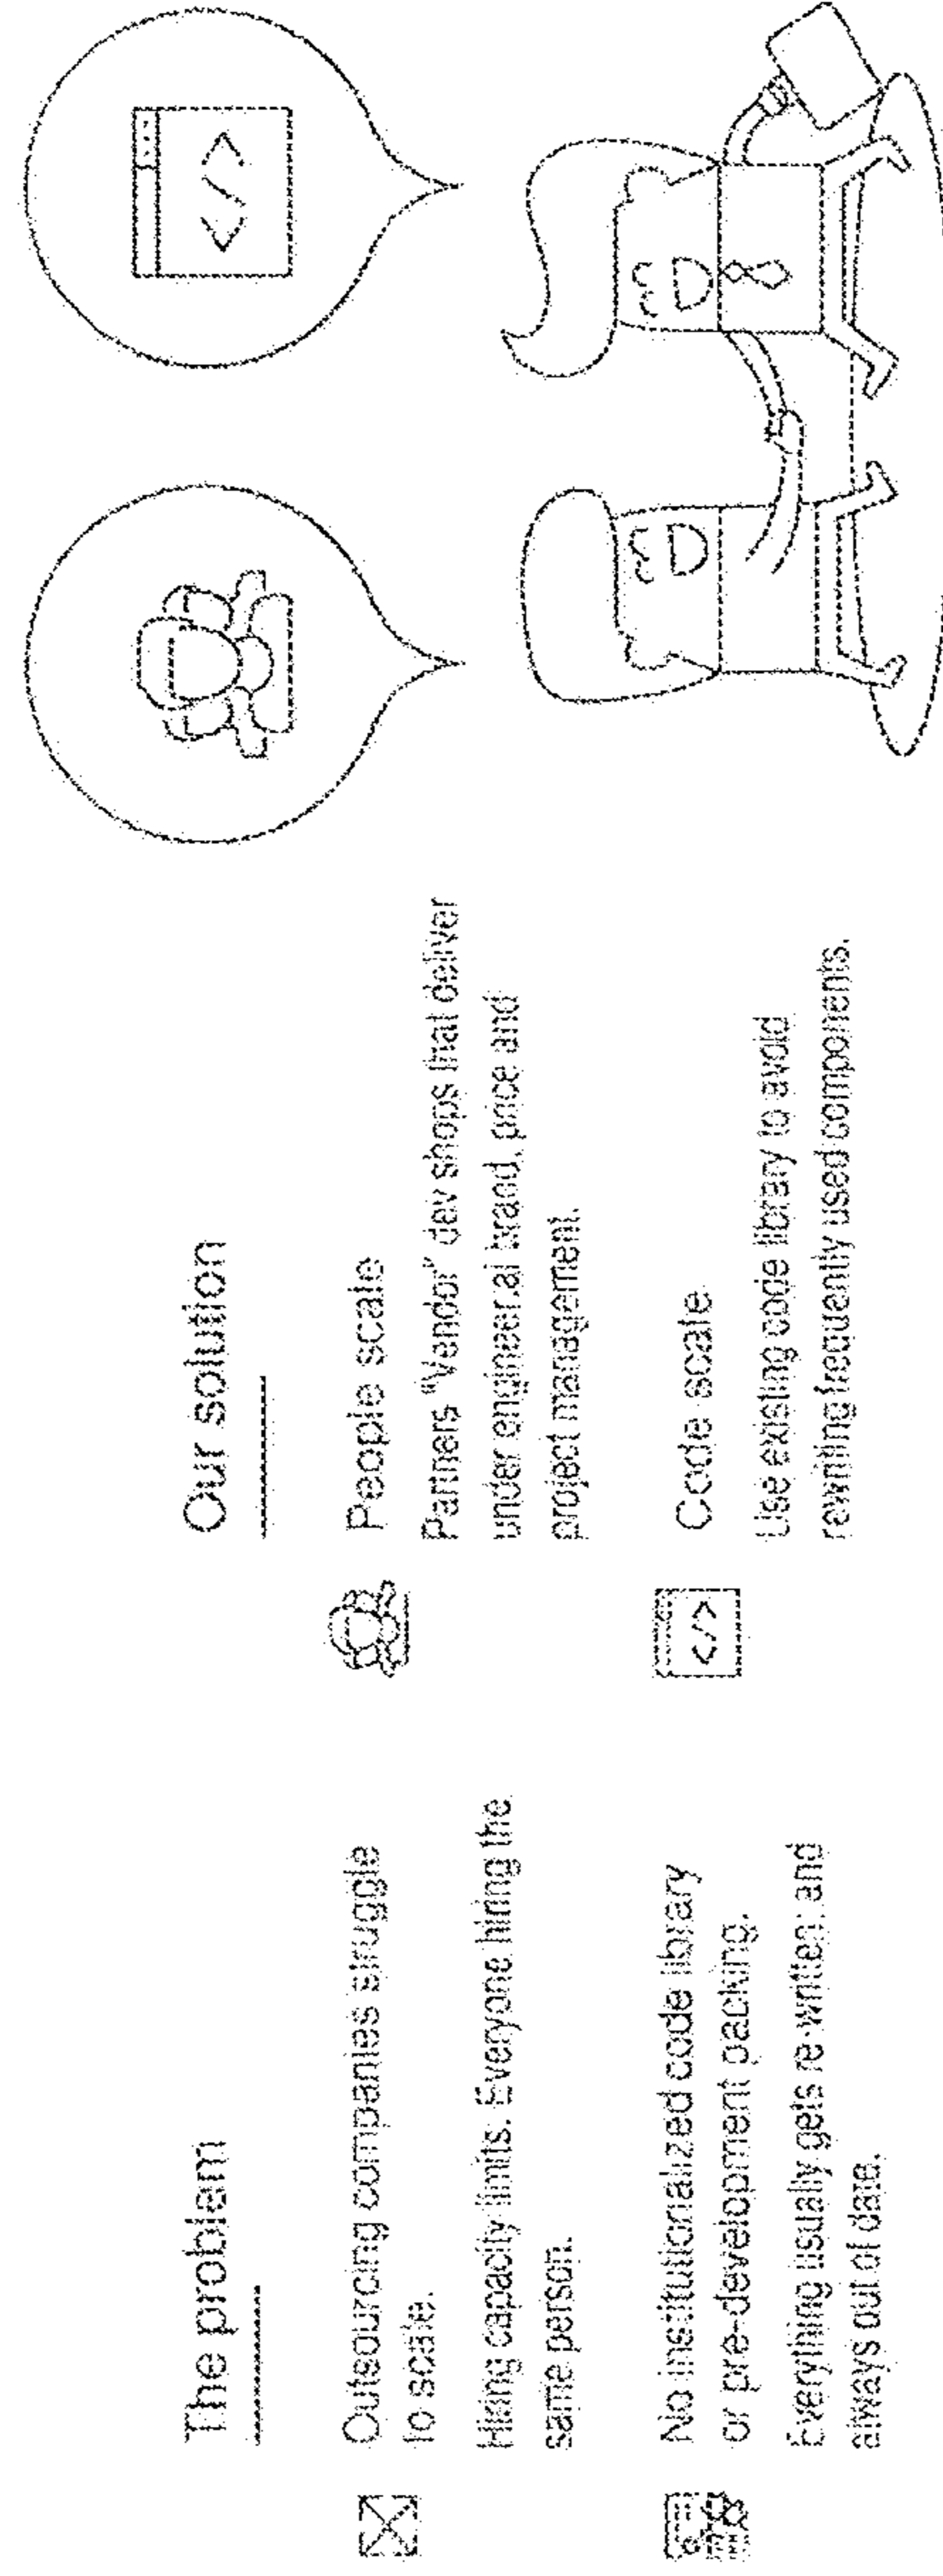 The problem
Outsourcing companies struggle
to scale.
Hiring capacity limits. Everyone hiring the
same person.
No institutionalized code library
or pre-development packing.
Everything usually gets re-written and
always out of date.
Our solution
People scale
Partners "Vendor" dev shops that deliver
under engineer.ai brand, price and
project management.
Code scale
Use existing code library to avoid
rewriting frequently used components.